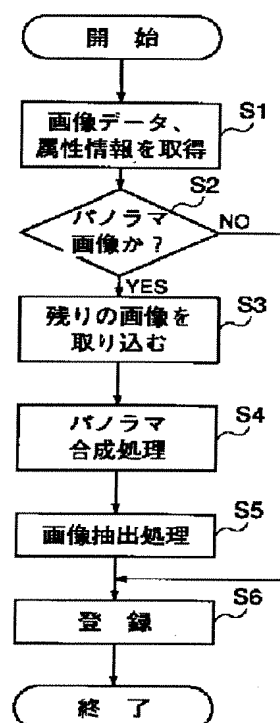 開 始
S1
画像データ、
属性情報を取得
S2
パノラマ
画像か？
NO
YES
S3
残りの画像を
取り込む
S4
パノラマ
合成処理
S5
画像抽出処理
S6
登 録
終 了